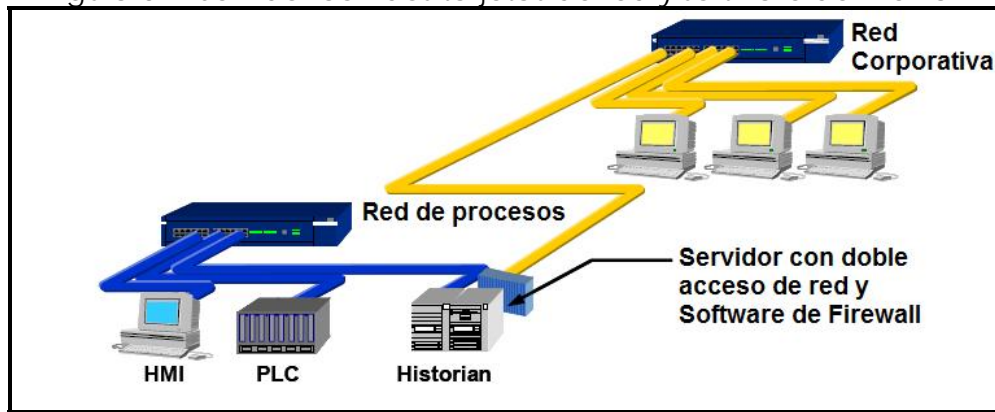 Red
Corporativa
Red de procesos
Servidor con doble
acceso de red y
Software de Firewall
HMI
PLC
Historian